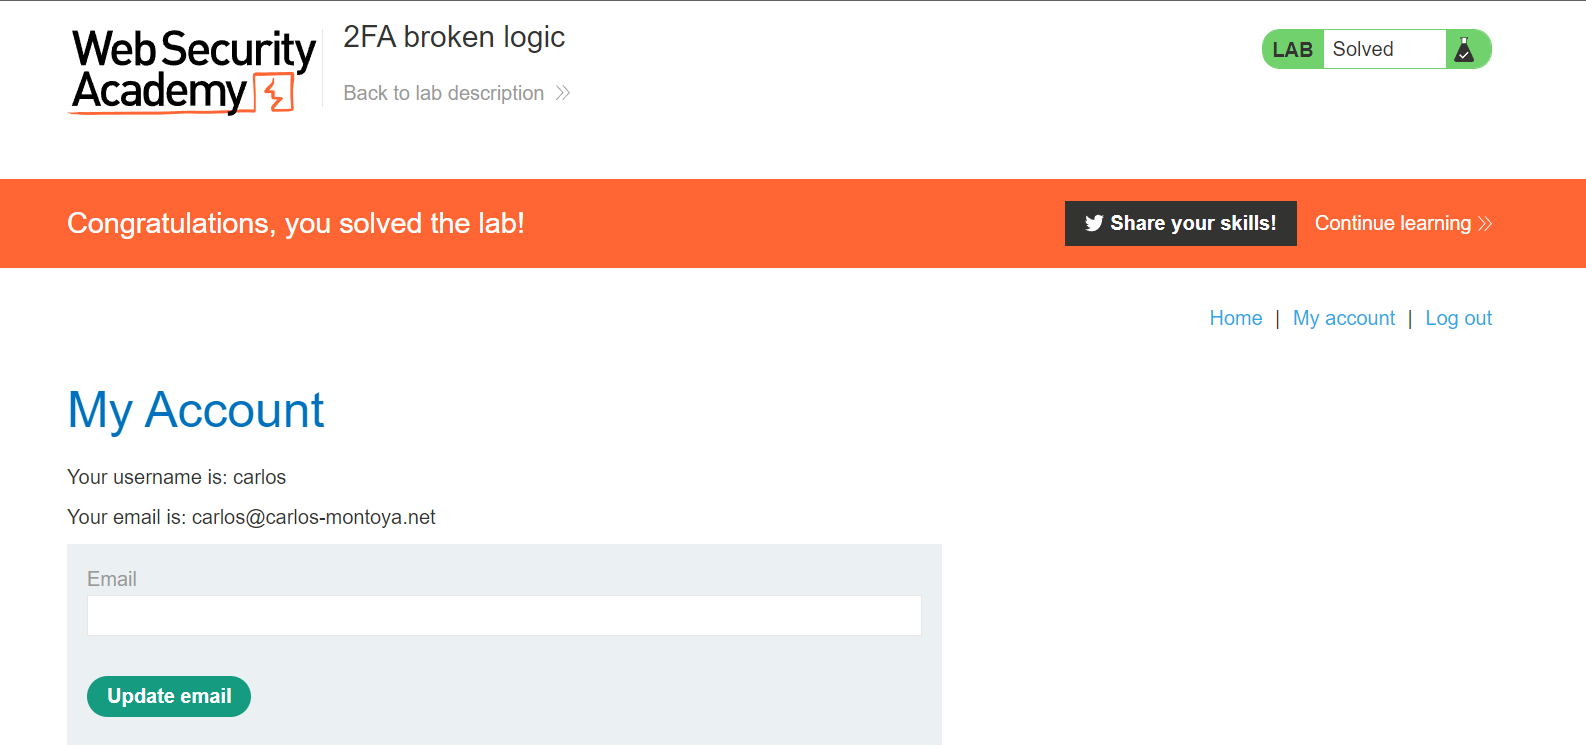 Web Security
Academy
2FA broken logic
Back to lab description
LAB Solved
Congratulations, you solved the lab!
Share your skills!
Continue learning
Home | My account | Log out
My Account
Your username is: carlos
Your email is: carlos@carlos-montoya.net
Email
Update email